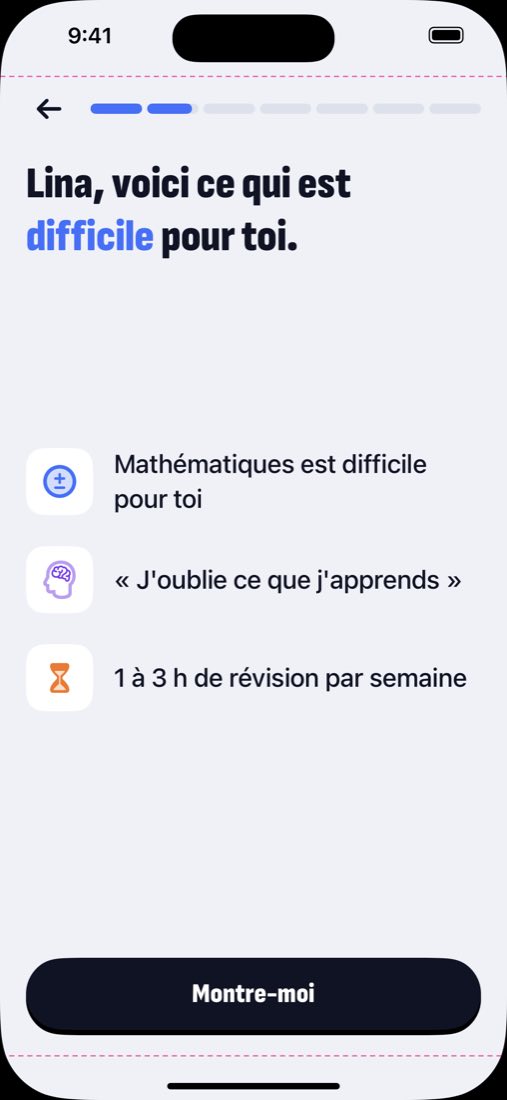 9:41
Lina, voici ce qui est
difficile pour toi.
Mathématiques est difficile
pour toi
« J'oublie ce que j'apprends »
1 à 3 h de révision par semaine
Montre-moi